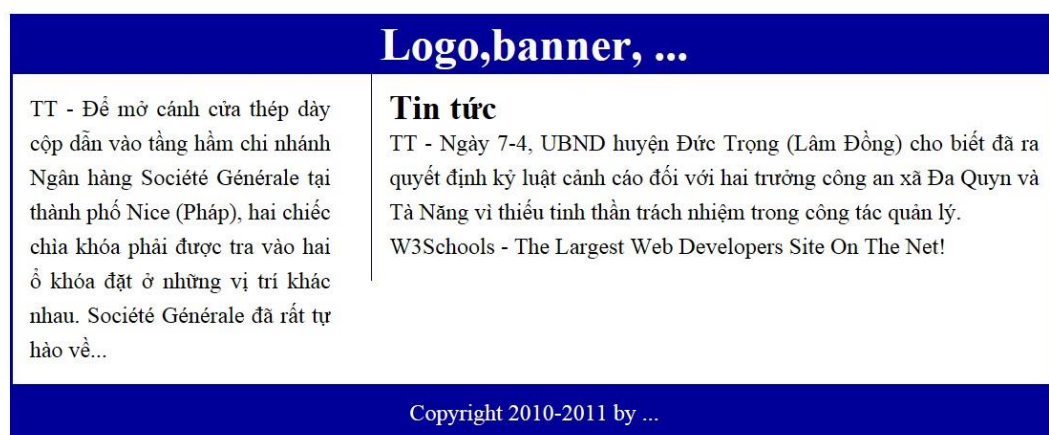 Logo,banner, ...
TT - Để mở cánh cửa thép dày
cộp dẫn vào tầng hầm chi nhánh
Ngân hàng Société Générale tại
thành phố Nice (Pháp), hai chiếc
chìa khóa phải được tra vào hai
ổ khóa đặt ở những vị trí khác
nhau. Société Générale đã rất tự
hào về...
Tin tức
TT - Ngày 7-4, UBND huyện Đức Trọng (Lâm Đồng) cho biết đã ra
quyết định kỷ luật cảnh cáo đối với hai trưởng công an xã Đa Quyn và
Tà Năng vì thiếu tinh thần trách nhiệm trong công tác quản lý.
W3Schools - The Largest Web Developers Site On The Net!
Copyright 2010-2011 by ...